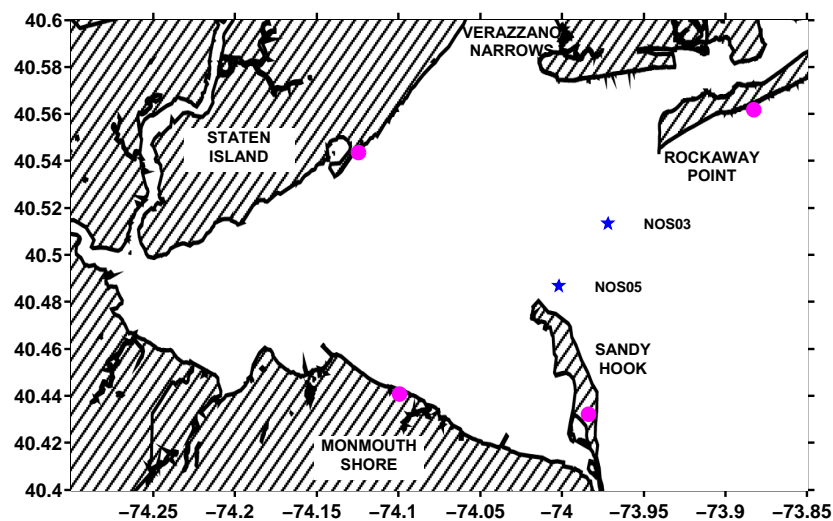 40.6
VERAZZANO
NARROWS
40.58
40.56
STATEN
ISLAND
40.54
ROCKAWAY
POINT
40.52
NOS03
40.5
NOS05
40.48
40.46
SANDY
HOOK
40.44
40.42
MONMOUTH
SHORE
40.4
−74.25 −74.2 −74.15 −74.1 −74.05 −74 −73.95 −73.9 −73.85